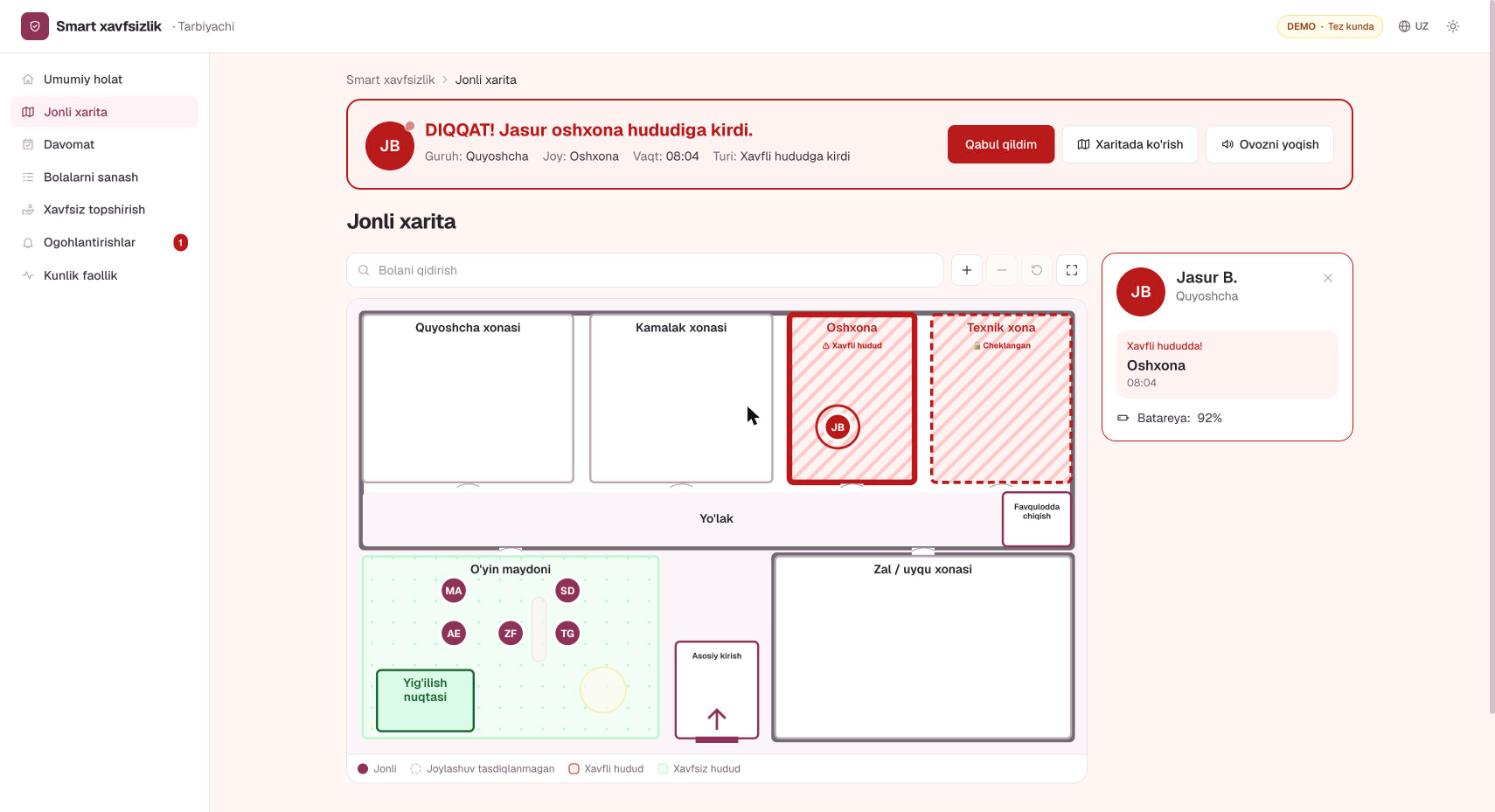 Smart xavfsizlik · Tarbiyachi
DEMO · Tez kunda
UZ
Umumiy holat
Jonli xarita
Davomat
Bolalarni sanash
Xavfsiz topshirish
Ogohlantirishlar 1
Kunlik faollik
Smart xavfsizlik > Jonli xarita
JB
DIQQAT! Jasur oshxona hududiga kirdi.
Guruh: Quyoshcha Joy: Oshxona Vaqt: 08:04 Turi: Xavfli hududga kirdi
Qabul qildim
Xaritada ko'rish
Ovozni yoqish
Jonli xarita
Bolani qidirish
Quyoshcha xonasi
Kamalak xonasi
Oshxona
Xavfli hudud
JB
Texnik xona
Cheklangan
Yo'lak
Favqulodda
chiqish
O'yin maydoni
MA
SD
AE
ZF
TG
Yig'ilish
nuqtasi
Asosiy kirish
Zal / uyqu xonasi
Jonli
Joylashuv tasdiqlanmagan
Xavfli hudud
Xavfsiz hudud
JB
Jasur B.
Quyoshcha
Xavfli hududda!
Oshxona
08:04
Batareya: 92%